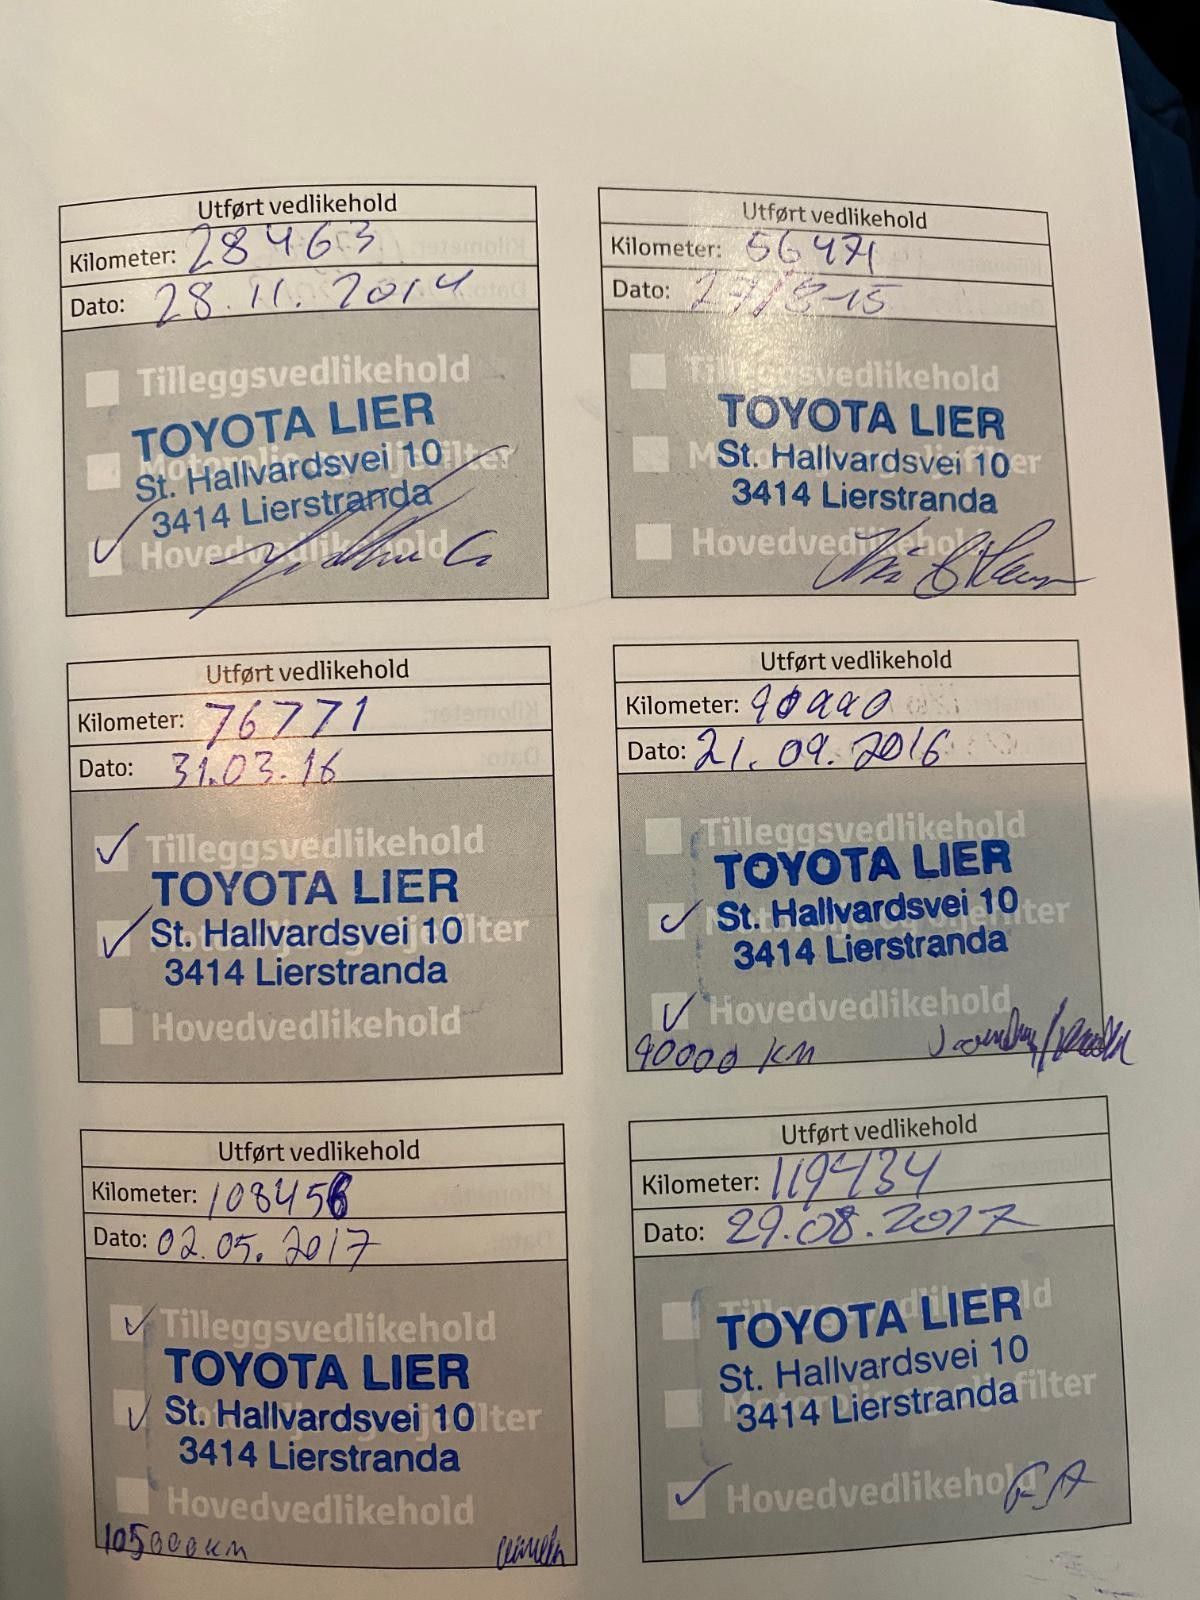 Utført vedlikehold
Kilometer: 28463
Dato: 28.11.2014
Tilleggsvedlikehold
TOYOTA LIER
St. Hallvardsvei 10
3414 Lierstranda
Hovedvedlikehold
Utført vedlikehold
Kilometer: 56471
Dato: 27/8-15
Tilleggsvedlikehold
TOYOTA LIER
St. Hallvardsvei 10
3414 Lierstranda
Hovedvedlikehold
Utført vedlikehold
Kilometer: 76771
Dato: 31.03.16
Tilleggsvedlikehold
TOYOTA LIER
St. Hallvardsvei 10
3414 Lierstranda
Hovedvedlikehold
Utført vedlikehold
Kilometer:
Dato: 21.09.2016
Tilleggsvedlikehold
TOYOTA LIER
St. Hallvardsvei 10
3414 Lierstranda
Hovedvedlikehold
90000 KM
Utført vedlikehold
Kilometer: 108456
Dato: 02.05.2017
Tilleggsvedlikehold
TOYOTA LIER
St. Hallvardsvei 10
3414 Lierstranda
Hovedvedlikehold
105000 KM
Utført vedlikehold
Kilometer: 119434
Dato: 29.08.2017
TOYOTA LIER
St. Hallvardsvei 10
3414 Lierstranda
Hovedvedlikehold